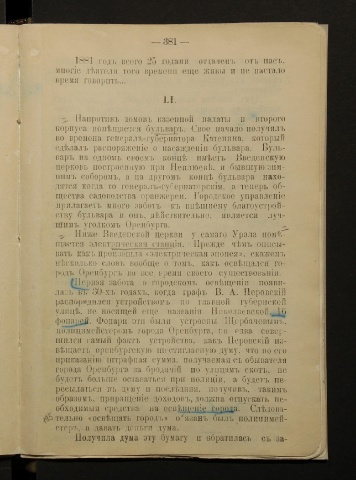 — 381 —
1881 годъ всего 25 годами отдаленъ отъ насъ,
многіе дѣятели того времени еще живы и не настало
время говорить...
LI.
Напротивъ домовъ казенной палаты и второго
корпуса помѣщается бульваръ. Свое начало получилъ
во времена генералъ-губернатора Катенина, который
сдѣлалъ распоряженіе о насажденіи бульвара. Буль-
варъ на одномъ своемъ концѣ имѣетъ Введенскую
церковь построенную при Неплюевѣ, и бывшую зим-
нимъ соборомъ, а на другомъ концѣ бульвара нахо-
дятся когда то генералъ-губернаторскія, а теперь об-
щества садоводства оранжереи. Городское управленіе
прилагаетъ много заботъ къ внѣшнему благоустрой-
ству бульвара и онъ, дѣйствительно, является луч-
шимъ уголкомъ Оренбурга.
Ниже Введенской церкви у самаго Урала помѣ-
щается электрическая станція. Прежде чѣмъ описы-
вать какъ произошла «электрическая эпопея», скажемъ
нѣсколько словъ вообще о томъ, какъ освѣщался го-
родъ Оренбургъ во все время своего существованія.
Первая забота о городскомъ освѣщеніи появи-
лась въ 30-хъ годахъ, когда графъ В. А. Перовскій
распорядился устройствомъ по главной губернской
улицѣ, не носящей еще названія Николаевской, 16
фонарей. Фонари эти были устроены Щербачевымъ,
полицмейстеромъ города Оренбурга, по едва совер-
шился самый фактъ устройства, какъ Перовскій из-
вѣщаетъ оренбургскую шестигласную думу, что по его
приказанію штрафная сумма, получаемая съ обывателя
города Оренбурга за бродячій по улицамъ скотъ, не
будетъ больше оставаться при полиціи, а будетъ пе-
ресылаться въ думу и послѣдняя, получивъ, такимъ
образомъ, приращеніе доходовъ, должна отпускать не-
обходимыя средства на освѣщеніе города. Слѣдова-
тельно «освѣщать городъ» обязанъ былъ полицмей-
стеръ, а давать деньги дума.
Получила дума эту бумагу и обратилась съ за-